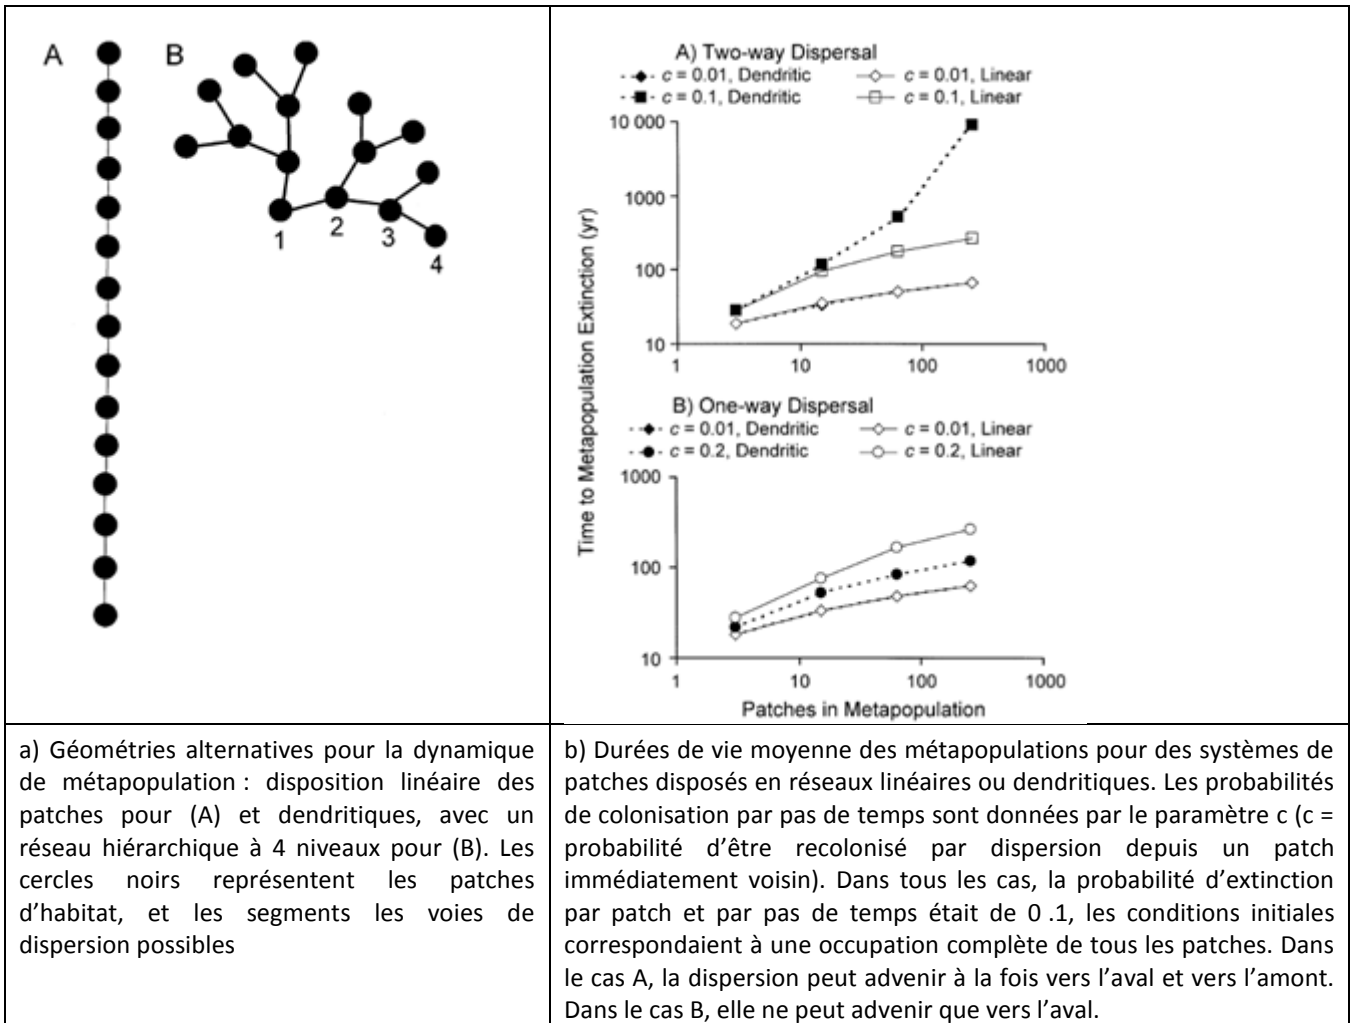 A
B
1
2
3
4
A) Two-way Dispersal
c = 0.01, Dendritic
c = 0.01, Linear
c = 0.1, Dendritic
c = 0.1, Linear
10 000
1000
100
10
1
10
100
1000
B) One-way Dispersal
c = 0.01, Dendritic
c = 0.01, Linear
c = 0.2, Dendritic
c = 0.2, Linear
1000
100
10
1
10
100
1000
Time to Metapopulation Extinction (yr)
Patches in Metapopulation
a) Géométries alternatives pour la dynamique
de métapopulation : disposition linéaire des
patches pour (A) et dendritiques, avec un
réseau hiérarchique à 4 niveaux pour (B). Les
cercles noirs représentent les patches
d’habitat, et les segments les voies de
dispersion possibles
b) Durées de vie moyenne des métapopulations pour des systèmes de
patches disposés en réseaux linéaires ou dendritiques. Les probabilités
de colonisation par pas de temps sont données par le paramètre c (c =
probabilité d’être recolonisé par dispersion depuis un patch
immédiatement voisin). Dans tous les cas, la probabilité d’extinction
par patch et par pas de temps était de 0 .1, les conditions initiales
correspondaient à une occupation complète de tous les patches. Dans
le cas A, la dispersion peut advenir à la fois vers l’aval et vers l’amont.
Dans le cas B, elle ne peut advenir que vers l’aval.